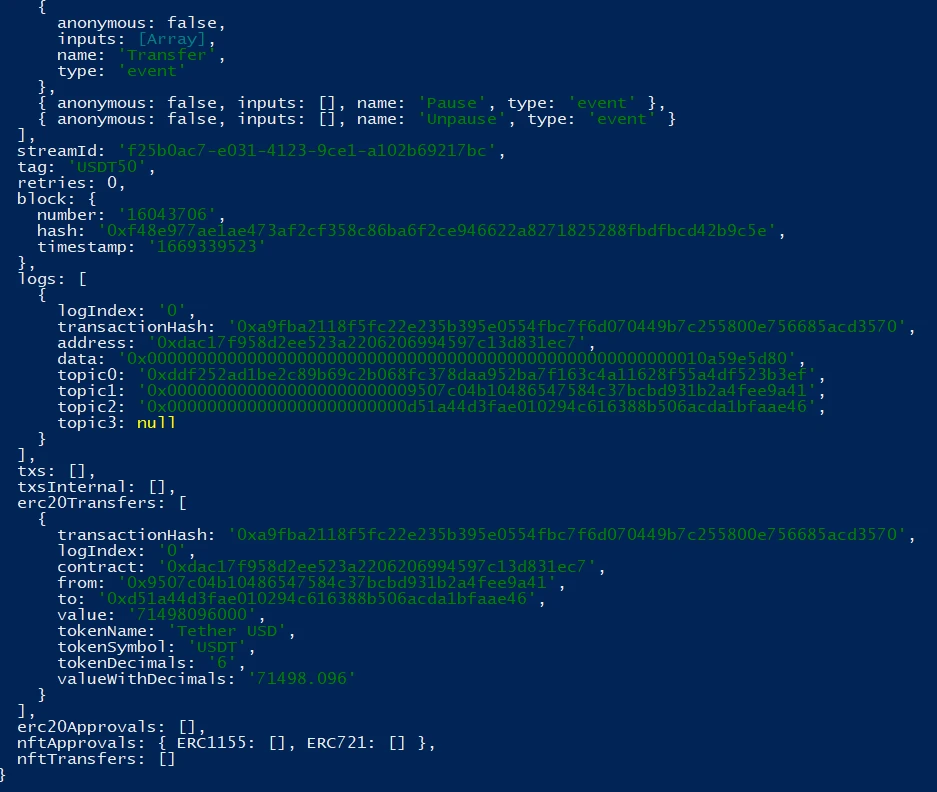 {
anonymous: false,
inputs: [Array],
name: 'Transfer',
type: 'event'
},
{ anonymous: false, inputs: [], name: 'Pause', type: 'event' },
{ anonymous: false, inputs: [], name: 'Unpause', type: 'event' }
],
streamId: 'f25b0ac7-e031-4123-9ce1-a102b69217bc',
tag: 'USDT50',
retries: 0,
block: {
number: '16043706',
hash: '0xf48e977ae1ae473af2cf358c86ba6f2ce946622a8271825288fbdfbcd42b9c5e',
timestamp: '1669339523'
},
logs: [
{
logIndex: '0',
transactionHash: '0xa9fba2118f5fc22e235b395e0554fbc7f6d070449b7c255800e756685acd3570',
address: '0xdac17f958d2ee523a2206206994597c13d831ec7',
data: '0x00000000000000000000000000000000000000000000000000000010a59e5d80',
topic0: '0xddf252ad1be2c89b69c2b068fc378daa952ba7f163c4a11628f55a4df523b3ef',
topic1: '0x0000000000000000000000009507c04b10486547584c37bcbd931b2a4fee9a41',
topic2: '0x000000000000000000000000d51a44d3fae010294c616388b506acda1bfaae46',
topic3: null
}
],
txs: [],
txsInternal: [],
erc20Transfers: [
{
transactionHash: '0xa9fba2118f5fc22e235b395e0554fbc7f6d070449b7c255800e756685acd3570',
logIndex: '0',
contract: '0xdac17f958d2ee523a2206206994597c13d831ec7',
from: '0x9507c04b10486547584c37bcbd931b2a4fee9a41',
to: '0xd51a44d3fae010294c616388b506acda1bfaae46',
value: '71498096000',
tokenName: 'Tether USD',
tokenSymbol: 'USDT',
tokenDecimals: '6',
valueWithDecimals: '71498.096'
}
],
erc20Approvals: [],
nftApprovals: { ERC1155: [], ERC721: [] },
nftTransfers: []
}